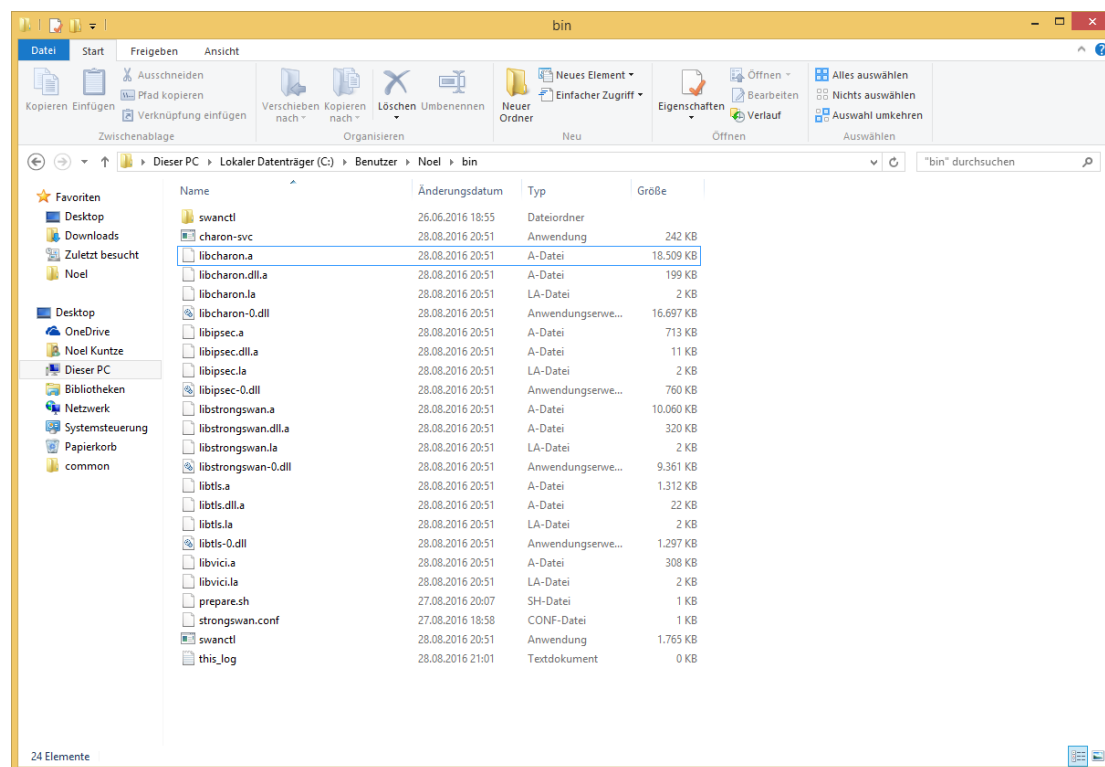 bin
Datei Start Freigeben Ansicht
Kopieren Einfügen
Ausschneiden
Pfad kopieren
Verknüpfung einfügen
Zwischenablage
Verschieben nach
Kopieren nach
Löschen
Umbenennen
Organisieren
Neuer Ordner
Neues Element
Einfacher Zugriff
Neu
Eigenschaften
Öffnen
Bearbeiten
Verlauf
Öffnen
Alles auswählen
Nichts auswählen
Auswahl umkehren
Auswählen
Dieser PC Lokaler Datenträger (C:) Benutzer Noel bin
"bin" durchsuchen
Favoriten
Desktop
Downloads
Zuletzt besucht
Noel
Desktop
OneDrive
Noel Kuntze
Dieser PC
Bibliotheken
Netzwerk
Systemsteuerung
Papierkorb
common
Name Änderungsdatum Typ Größe
swanctl 26.06.2016 18:55 Dateiordner
charon-svc 28.08.2016 20:51 Anwendung 242 KB
libcharon.a 28.08.2016 20:51 A-Datei 18.509 KB
libcharon.dll.a 28.08.2016 20:51 A-Datei 199 KB
libcharon.la 28.08.2016 20:51 LA-Datei 2 KB
libcharon-0.dll 28.08.2016 20:51 Anwendungserwe... 16.697 KB
libipsec.a 28.08.2016 20:51 A-Datei 713 KB
libipsec.dll.a 28.08.2016 20:51 A-Datei 11 KB
libipsec.la 28.08.2016 20:51 LA-Datei 2 KB
libipsec-0.dll 28.08.2016 20:51 Anwendungserwe... 760 KB
libstrongswan.a 28.08.2016 20:51 A-Datei 10.060 KB
libstrongswan.dll.a 28.08.2016 20:51 A-Datei 320 KB
libstrongswan.la 28.08.2016 20:51 LA-Datei 2 KB
libstrongswan-0.dll 28.08.2016 20:51 Anwendungserwe... 9.361 KB
libtls.a 28.08.2016 20:51 A-Datei 1.312 KB
libtls.dll.a 28.08.2016 20:51 A-Datei 22 KB
libtls.la 28.08.2016 20:51 LA-Datei 2 KB
libtls-0.dll 28.08.2016 20:51 Anwendungserwe... 1.297 KB
libvici.a 28.08.2016 20:51 A-Datei 308 KB
libvici.la 28.08.2016 20:51 LA-Datei 2 KB
prepare.sh 27.08.2016 20:07 SH-Datei 1 KB
strongswan.conf 27.08.2016 18:58 CONF-Datei 1 KB
swanctl 28.08.2016 20:51 Anwendung 1.765 KB
this_log 28.08.2016 21:01 Textdokument 0 KB
24 Elemente